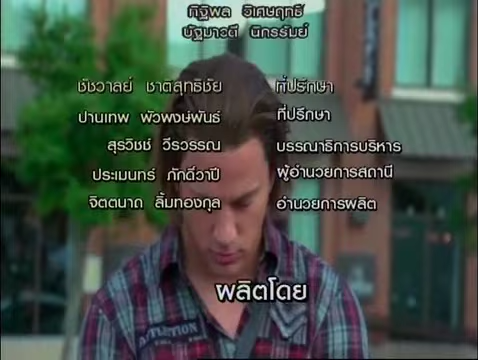 ทิฐิพล วิเศษฤทธิ์
บัฐมาวดี นิกรรัมย์
ชัชวาลย์ ชาติสุทธิชัย ที่ปรึกษา
ปานเทพ พัวพงษ์พันธ์ ที่ปรึกษา
สุรวิชช์ วีรวรรณ บรรณาธิการบริหาร
ประเมนทร์ ภักดิ์วาปี ผู้อำนวยการสถานี
จิตตนาถ ลิ้มทองกุล อำนวยการผลิต
ผลิตโดย